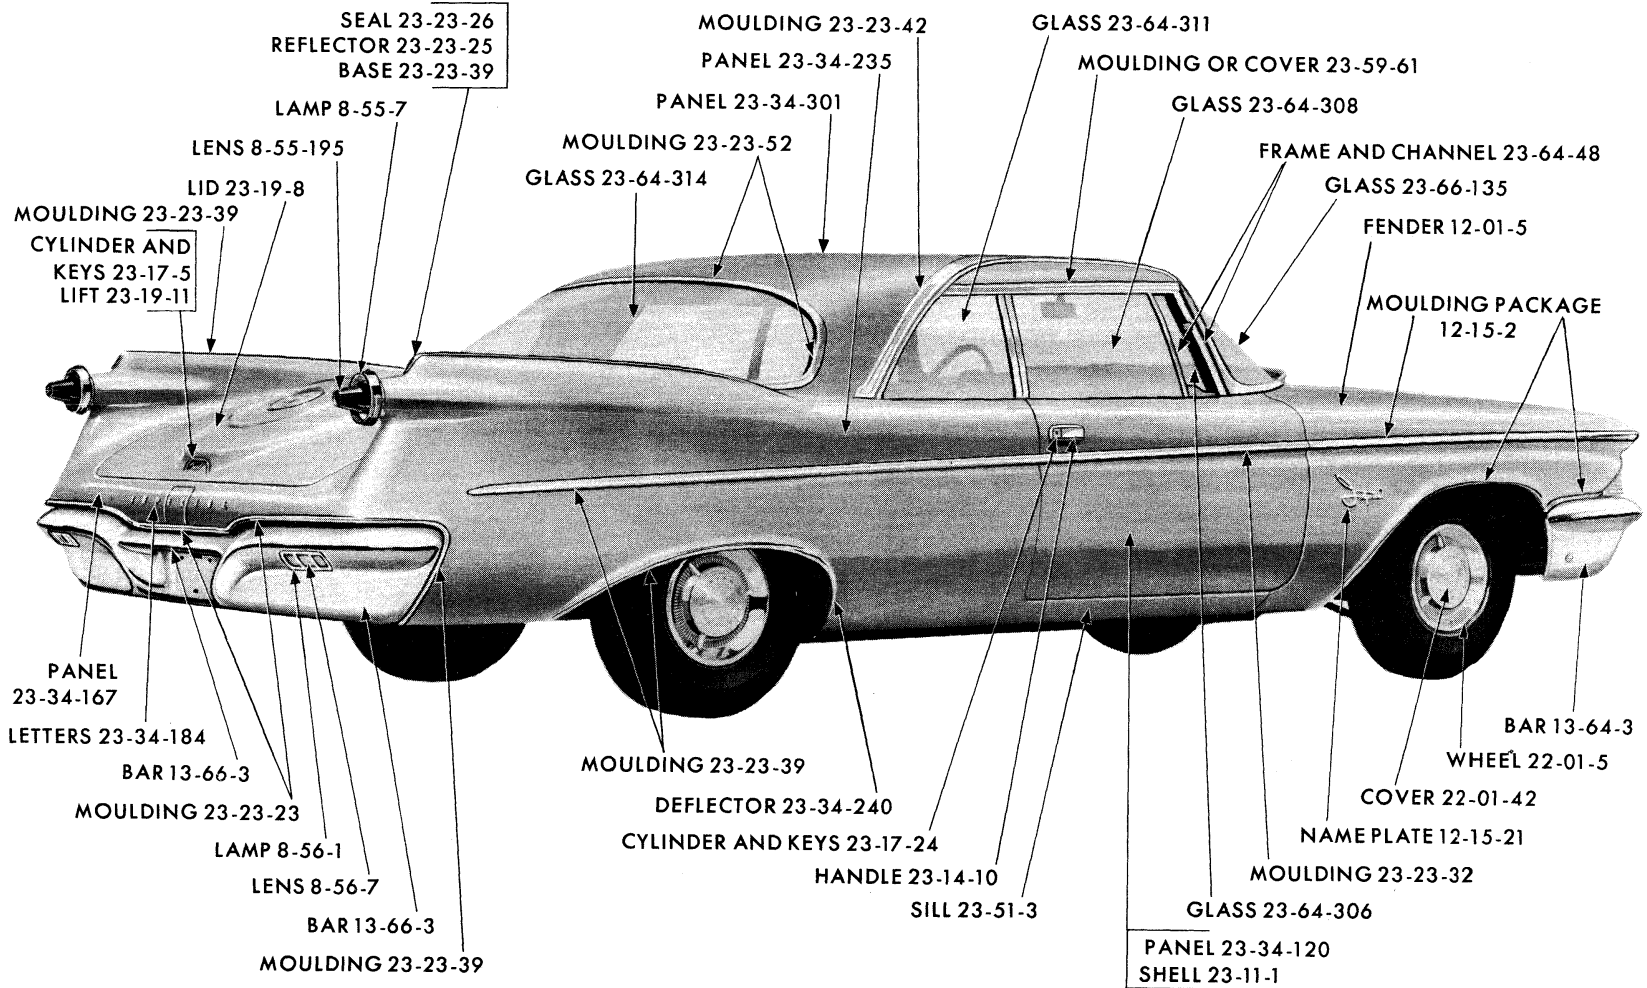 SEAL 23-23-26
REFLECTOR 23-23-25
BASE 23-23-39
LAMP 8-55-7
LENS 8-55-195
LID 23-19-8
MOULDING 23-23-39
CYLINDER AND
KEYS 23-17-5
LIFT 23-19-11
MOULDING 23-23-42
PANEL 23-34-235
PANEL 23-34-301
MOULDING 23-23-52
GLASS 23-64-314
GLASS 23-64-311
MOULDING OR COVER 23-59-61
GLASS 23-64-308
FRAME AND CHANNEL 23-64-48
GLASS 23-66-135
FENDER 12-01-5
MOULDING PACKAGE
12-15-2
PANEL
23-34-167
LETTERS 23-34-184
BAR 13-66-3
MOULDING 23-23-23
LAMP 8-56-1
LENS 8-56-7
BAR 13-66-3
MOULDING 23-23-39
MOULDING 23-23-39
DEFLECTOR 23-34-240
CYLINDER AND KEYS 23-17-24
HANDLE 23-14-10
SILL 23-51-3
BAR 13-64-3
WHEEL 22-01-5
COVER 22-01-42
NAME PLATE 12-15-21
MOULDING 23-23-32
GLASS 23-64-306
PANEL 23-34-120
SHELL 23-11-1